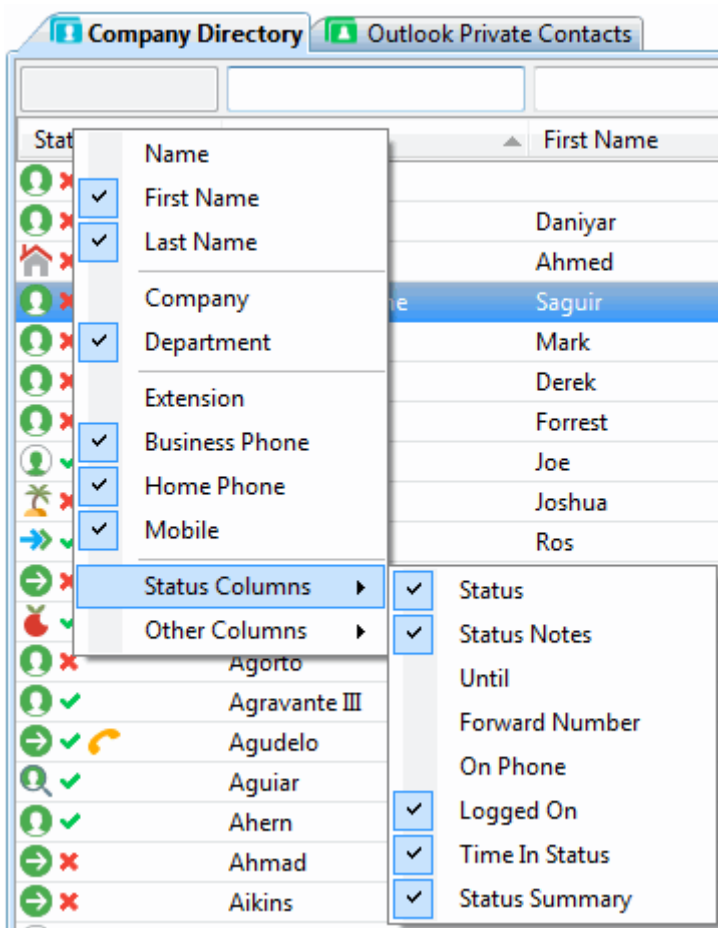 Company Directory
Outlook Private Contacts
Stat
First Name
Name
First Name
Last Name
Company
Department
Extension
Business Phone
Home Phone
Mobile
Status Columns
Other Columns
Daniyar
Ahmed
Saguir
Mark
Derek
Forrest
Joe
Joshua
Ros
Status
Status Notes
Until
Forward Number
On Phone
Logged On
Time In Status
Status Summary
Agorto
Agravante III
Agudelo
Aguiar
Ahern
Ahmad
Aikins